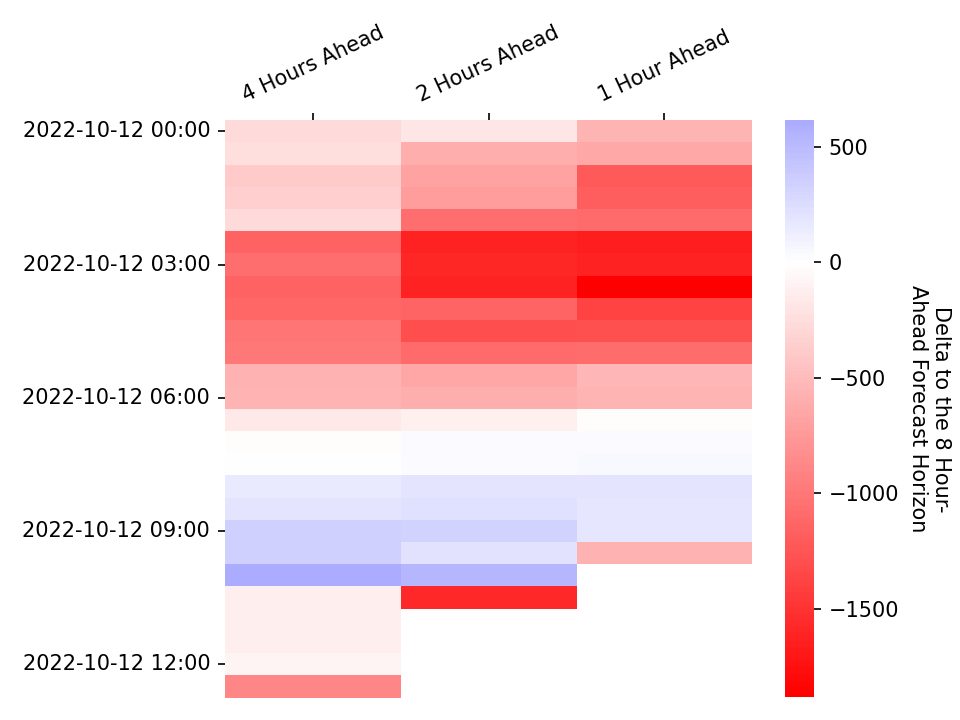 4 Hours Ahead
2 Hours Ahead
1 Hour Ahead
2022-10-12 00:00
2022-10-12 03:00
2022-10-12 06:00
2022-10-12 09:00
2022-10-12 12:00
500
0
−500
−1000
−1500
Delta to the 8 Hour-
Ahead Forecast Horizon